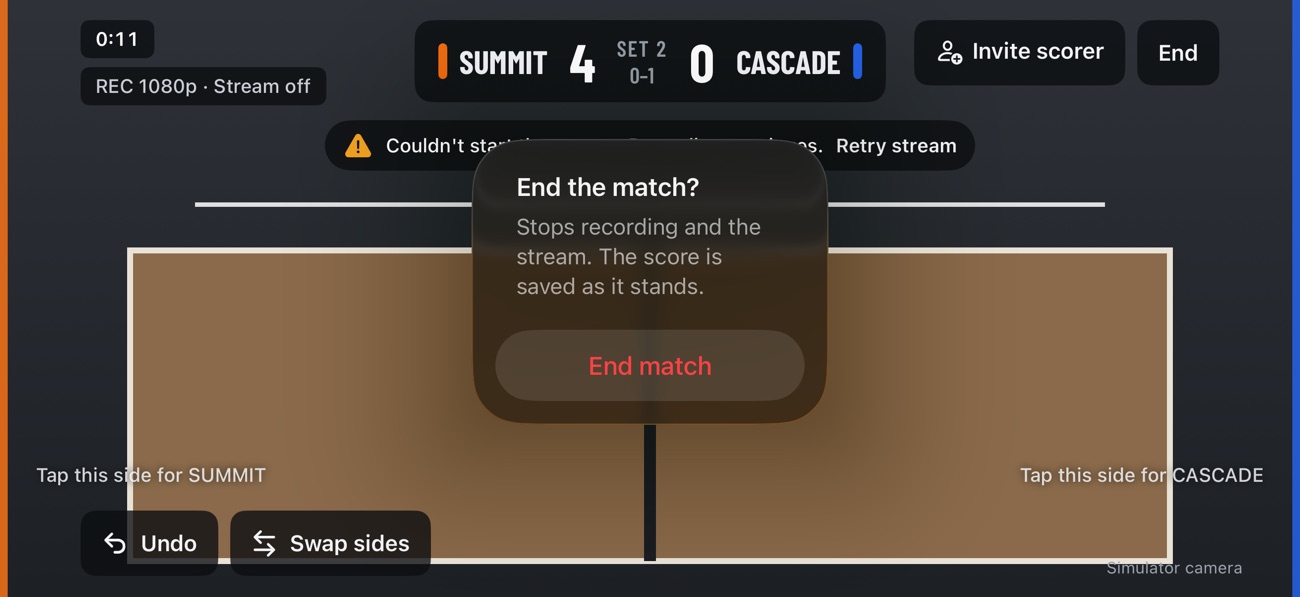 0:11
REC 1080p · Stream off
SUMMIT 4 SET 2 0 CASCADE
0–1
Invite scorer
End
Couldn't
Retry stream
End the match?
Stops recording and the
stream. The score is
saved as it stands.
End match
Tap this side for SUMMIT
Tap this side for CASCADE
Undo
Swap sides
Simulator camera